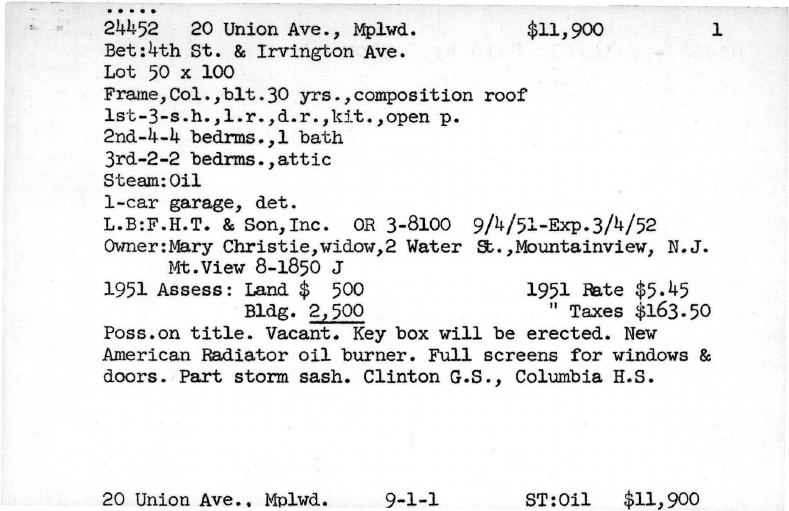 24452 20 Union Ave., Mplwd. $11,900 1
Bet:4th St. & Irvington Ave.
Lot 50 x 100
Frame,Col.,blt.30 yrs.,composition roof
1st-3-s.h.,l.r.,d.r.,kit.,open p.
2nd-4-4 bedrms.,1 bath
3rd-2-2 bedrms.,attic
Steam:Oil
1-car garage, det.
L.B:F.H.T. & Son,Inc. OR 3-8100 9/4/51-Exp.3/4/52
Owner:Mary Christie,widow,2 Water St.,Mountainview, N.J.
Mt.View 8-1850 J
1951 Assess: Land $ 500 1951 Rate $5.45
Bldg. 2,500 " Taxes $163.50
Poss.on title. Vacant. Key box will be erected. New
American Radiator oil burner. Full screens for windows &
doors. Part storm sash. Clinton G.S., Columbia H.S.
20 Union Ave., Mplwd. 9-1-1 ST:Oil $11,900